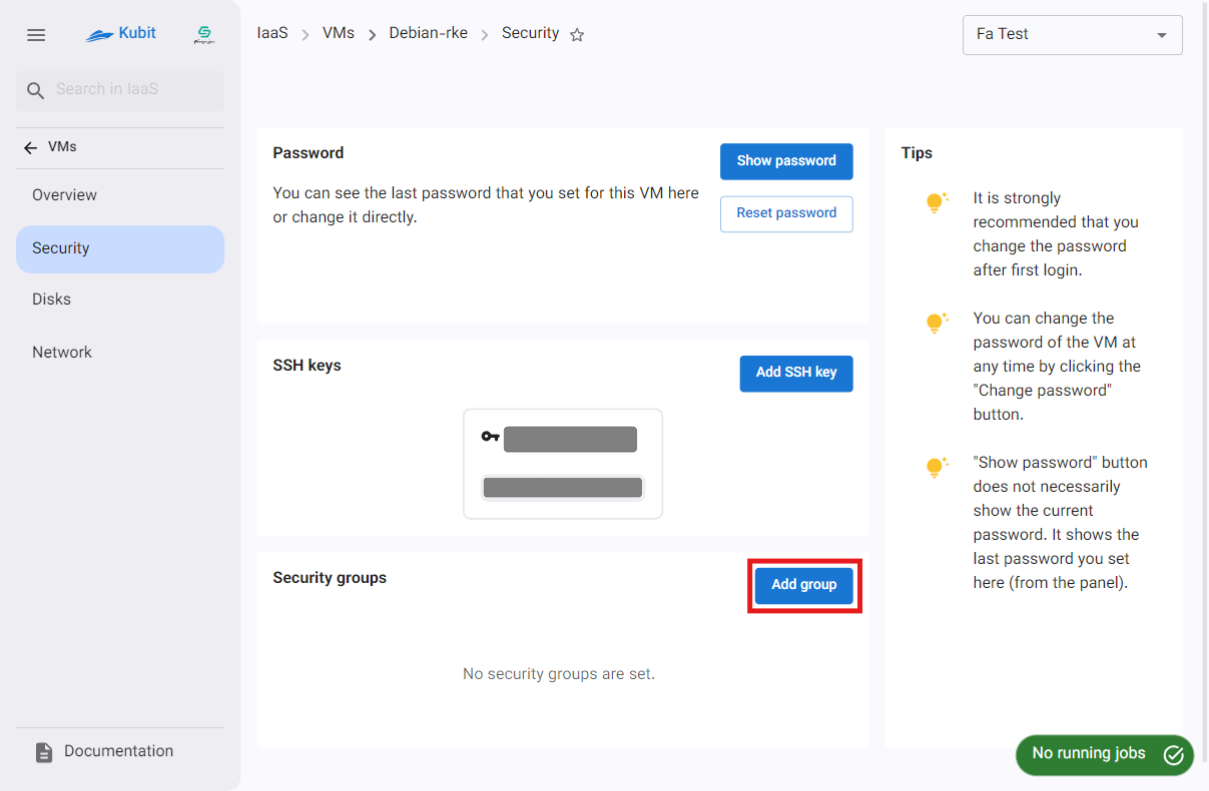 Kubit
IaaS > VMs > Debian-rke > Security
Fa Test
Search in IaaS
VMs
Overview
Security
Disks
Network
Documentation
Password
Show password
You can see the last password that you set for this VM here
or change it directly.
Reset password
SSH keys
Add SSH key
Security groups
Add group
No security groups are set.
Tips
It is strongly
recommended that you
change the password
after first login.
You can change the
password of the VM at
any time by clicking the
"Change password"
button.
"Show password" button
does not necessarily
show the current
password. It shows the
last password you set
here (from the panel).
No running jobs